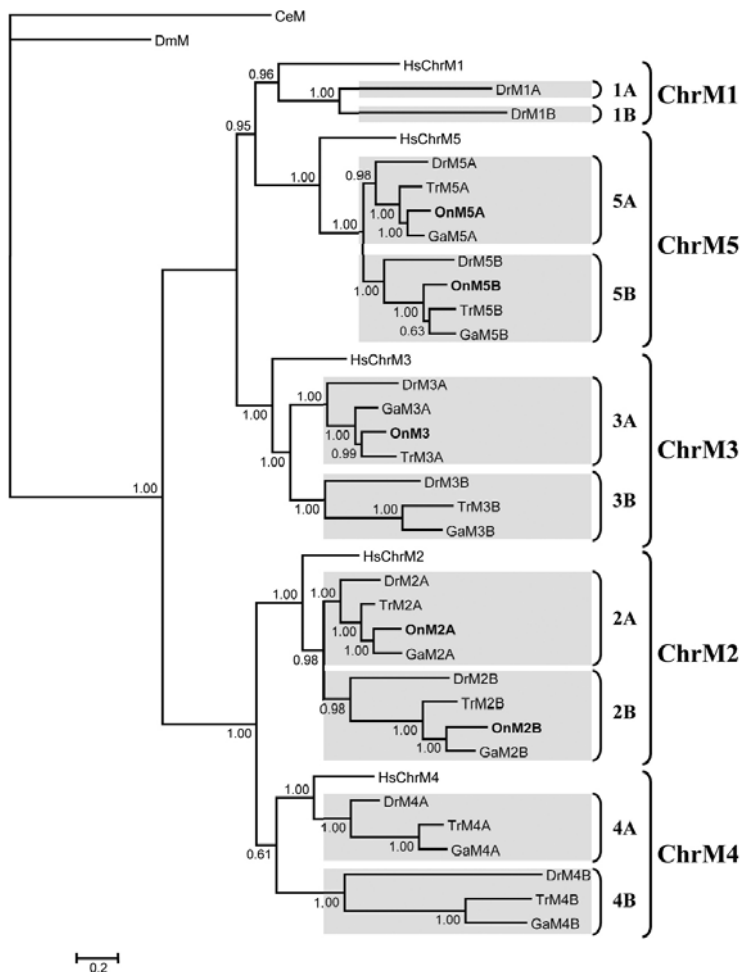 CeM
DmM
0.96
HsChrM1
1.00
DrM1A
1A
DrM1B
1B
ChrM1
0.95
HsChrM5
1.00
0.98
DrM5A
TrM5A
1.00
OnM5A
1.00
GaM5A
5A
1.00
DrM5B
1.00
OnM5B
1.00
TrM5B
0.63
GaM5B
5B
ChrM5
HsChrM3
1.00
1.00
DrM3A
GaM3A
1.00
OnM3
0.99
TrM3A
3A
1.00
1.00
DrM3B
1.00
TrM3B
GaM3B
3B
ChrM3
1.00
HsChrM2
1.00
1.00
DrM2A
TrM2A
1.00
OnM2A
1.00
GaM2A
2A
0.98
DrM2B
0.98
TrM2B
1.00
OnM2B
1.00
GaM2B
2B
ChrM2
1.00
HsChrM4
1.00
DrM4A
1.00
TrM4A
1.00
GaM4A
4A
0.61
DrM4B
1.00
TrM4B
1.00
GaM4B
4B
ChrM4
0.2